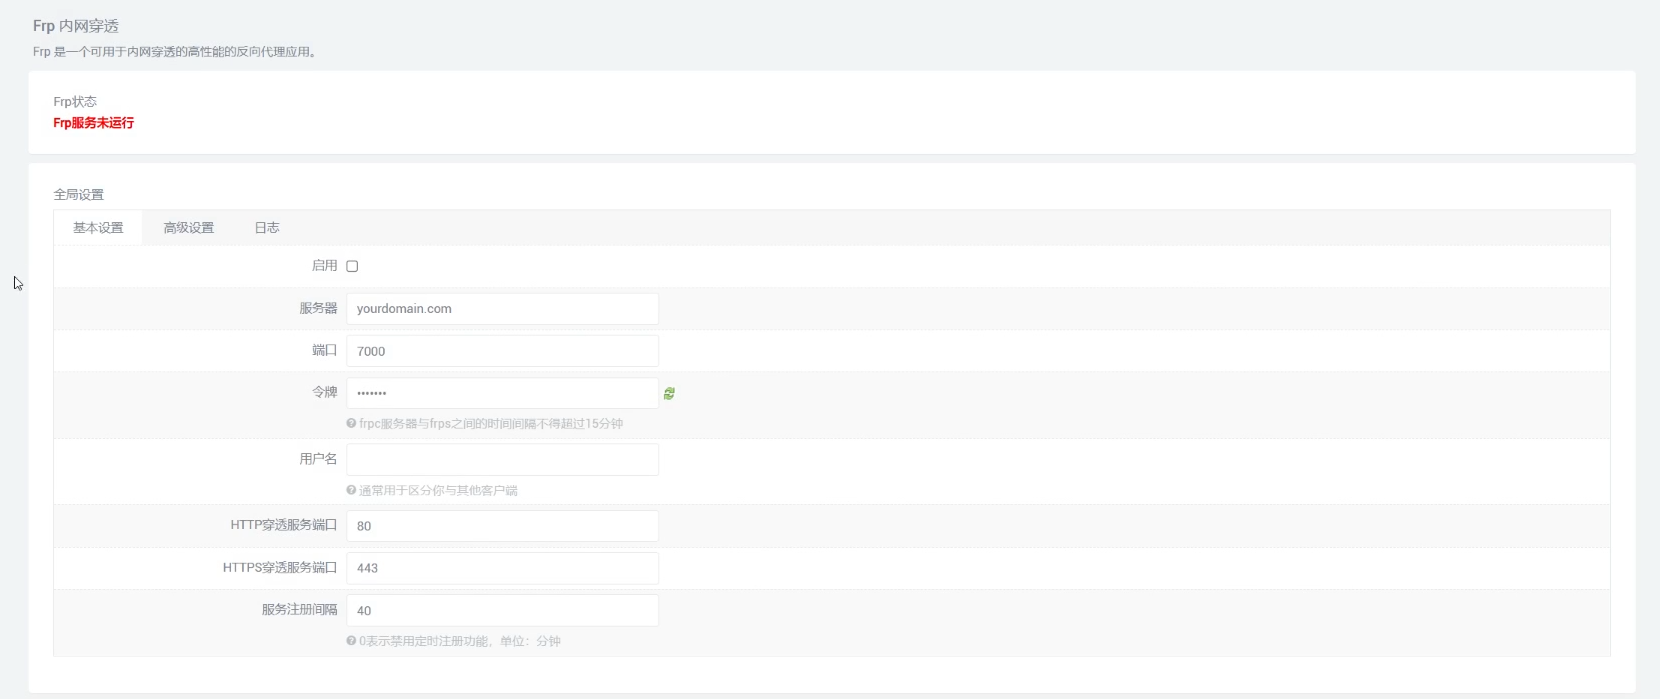 Frp 内网穿透
Frp 是一个可用于内网穿透的高性能的反向代理应用。
Frp状态
Frp服务未运行
全局设置
基本设置 高级设置 日志
启用
服务器 yourdomain.com
端口 7000
令牌 •••••••
frpc服务器与frps之间的时间间隔不得超过15分钟
用户名
通常用于区分你与其他客户端
HTTP穿透服务端口 80
HTTPS穿透服务端口 443
服务注册间隔 40
0表示禁用定时注册功能，单位：分钟